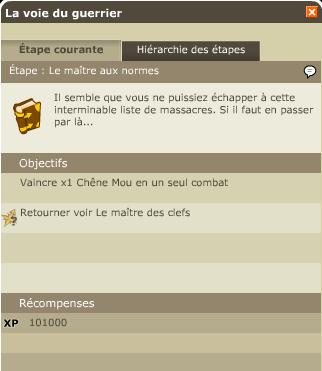 La voie du guerrier
Étape courante
Hiérarchie des étapes
Étape : Le maître aux normes
Il semble que vous ne puissiez échapper à cette
interminable liste de massacres. Si il faut en passer
par là...
Objectifs
Vaincre x1 Chêne Mou en un seul combat
Retourner voir Le maître des clefs
Récompenses
XP 101000